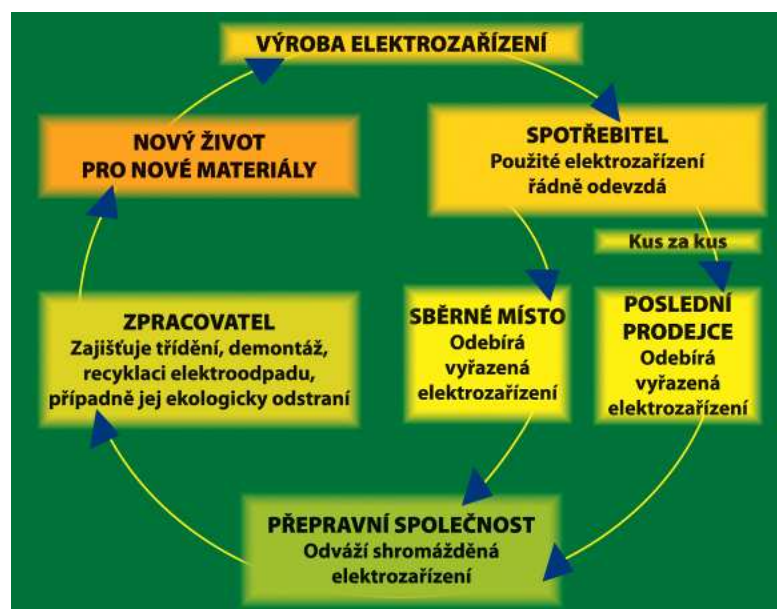 VÝROBA ELEKTROZAŘÍZENÍ
SPOTŘEBITEL
Použité elektrozařízení
řádně odevzdá
Kus za kus
SBĚRNÉ MÍSTO
Odebírá
vyřazená
elektrozařízení
POSLEDNÍ
PRODEJCE
Odebírá
vyřazená
elektrozařízení
PŘEPRAVNÍ SPOLEČNOST
Odváží shromážděná
elektrozařízení
ZPRACOVATEL
Zajišťuje třídění, demontáž,
recyklaci elektroodpadu,
případně jej ekologicky odstraní
NOVÝ ŽIVOT
PRO NOVÉ MATERIÁLY